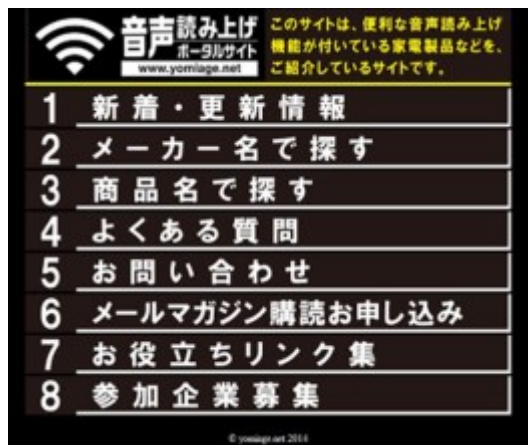 音声読み上げ
ポータルサイト
www.yomiage.net
このサイトは、便利な音声読み上げ
機能が付いている家電製品などを、
ご紹介しているサイトです。
1 新着・更新情報
2 メーカー名で探す
3 商品名で探す
4 よくある質問
5 お問い合わせ
6 メールマガジン購読お申し込み
7 お役立ちリンク集
8 参加企業募集
© yomiage.net 2014